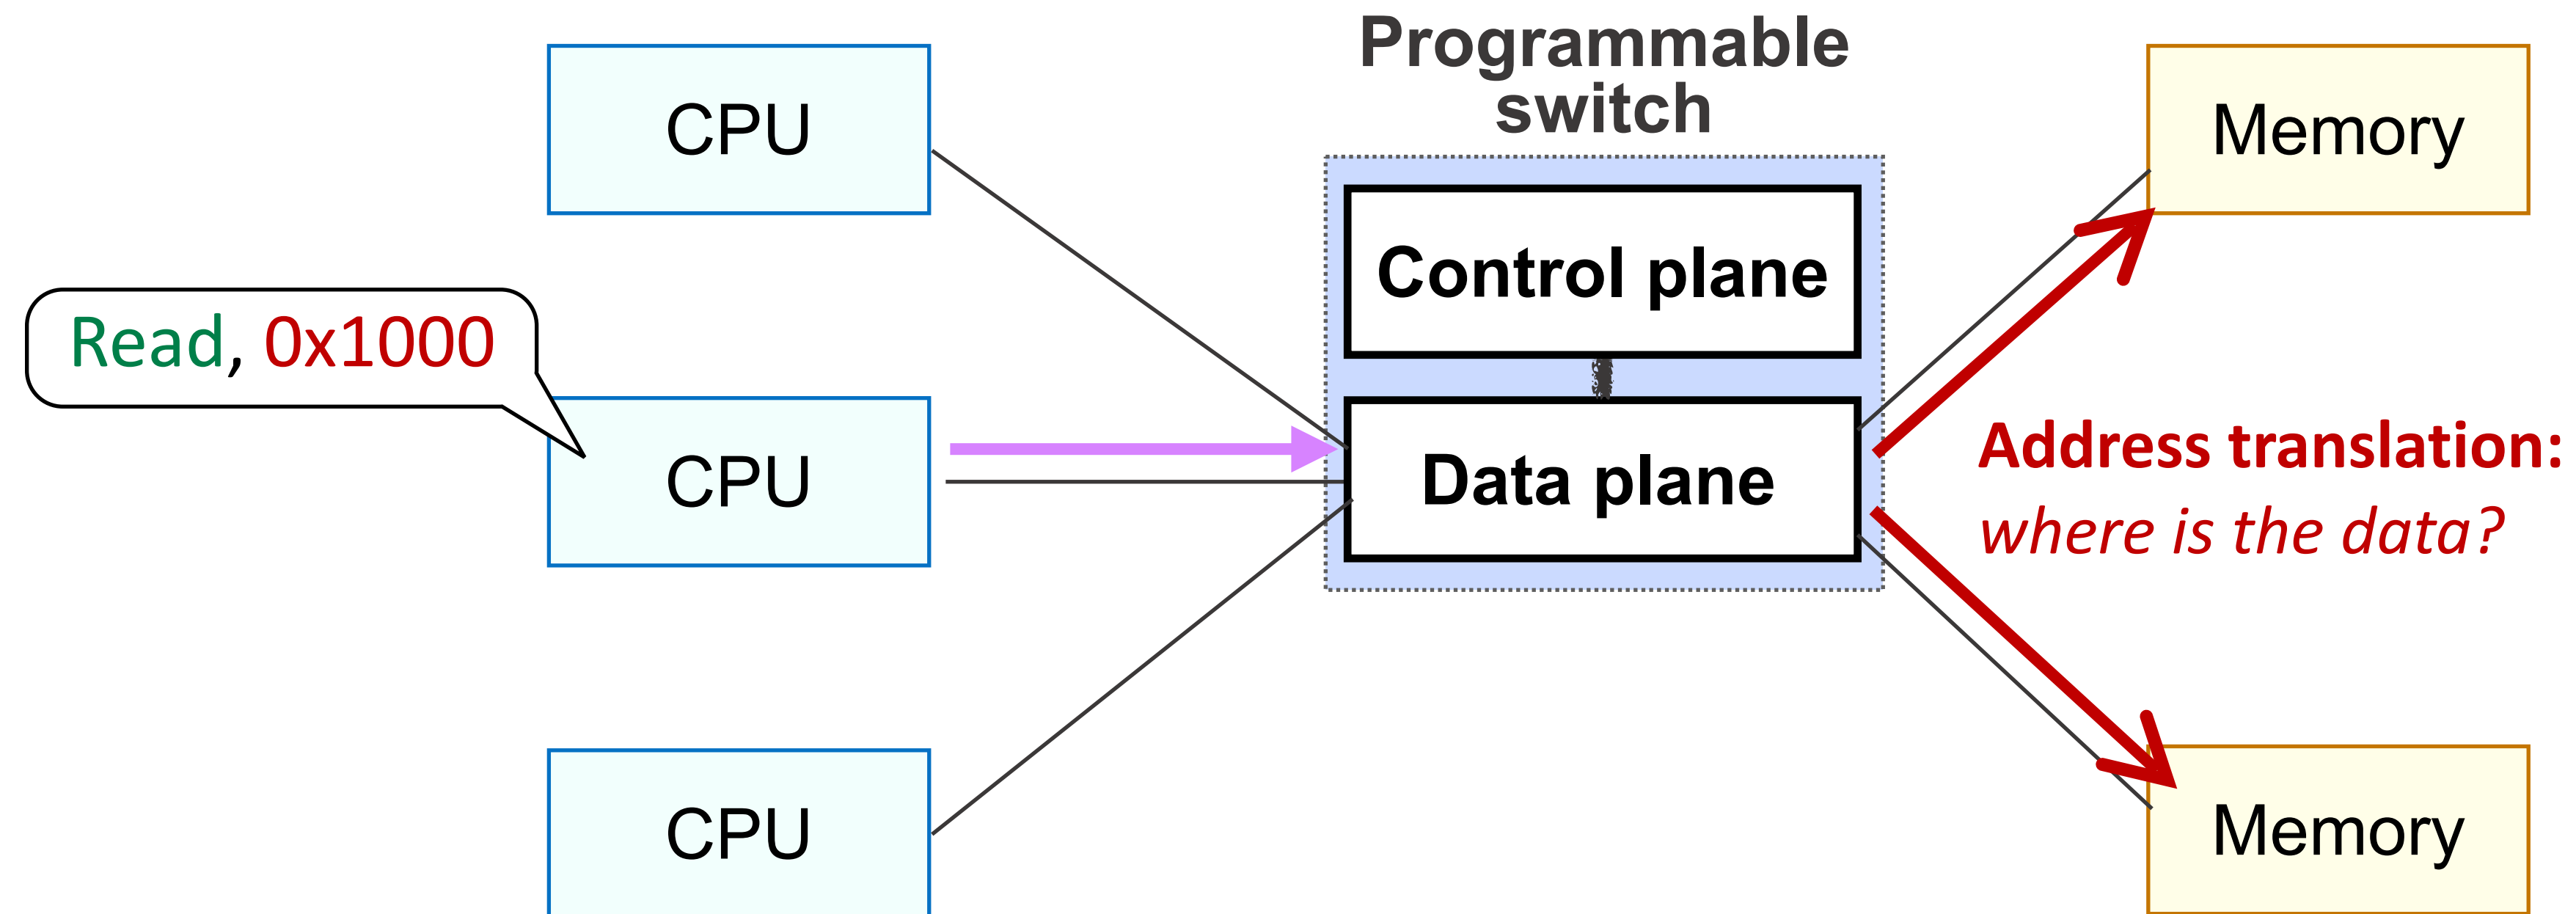 Programmable
switch
CPU
Memory
Control plane
Read, 0x1000
CPU
Data plane
Address translation:
where is the data?
CPU
Memory